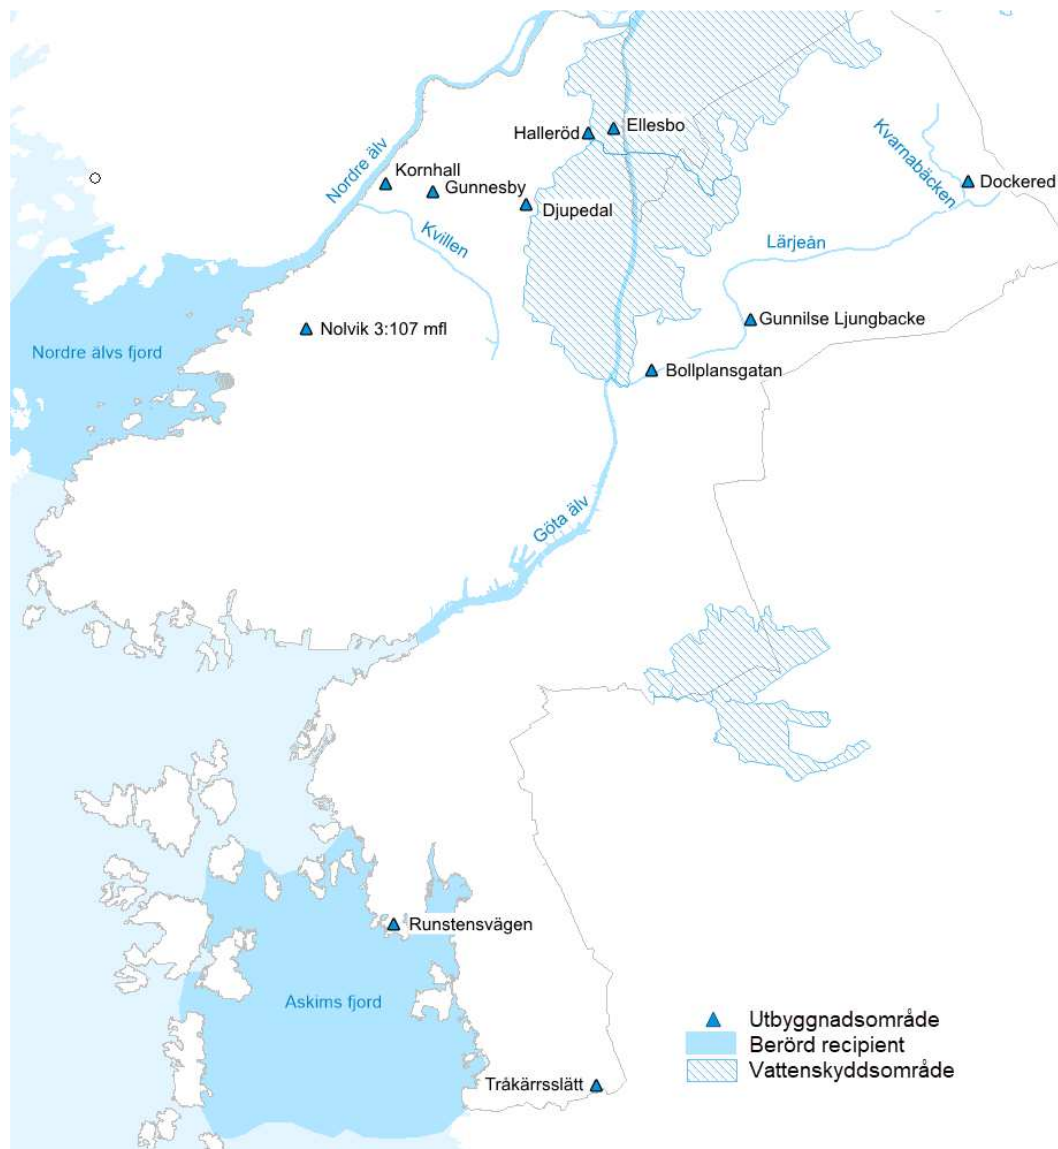 Ellesbo
Halleröd
Kvarnabäcken
Nordre älv
Kornhall
Dockered
Gunnesby
Djupedal
Kvillen
Lärjeån
Gunnilse Ljungbacke
Nolvik 3:107 mfl
Nordre älvs fjord
Bollplansgatan
Göta älv
Runstensvägen
Askims fjord
Utbyggnadsområde
Berörd recipient
Vattenskyddsområde
Tråkärrsslätt